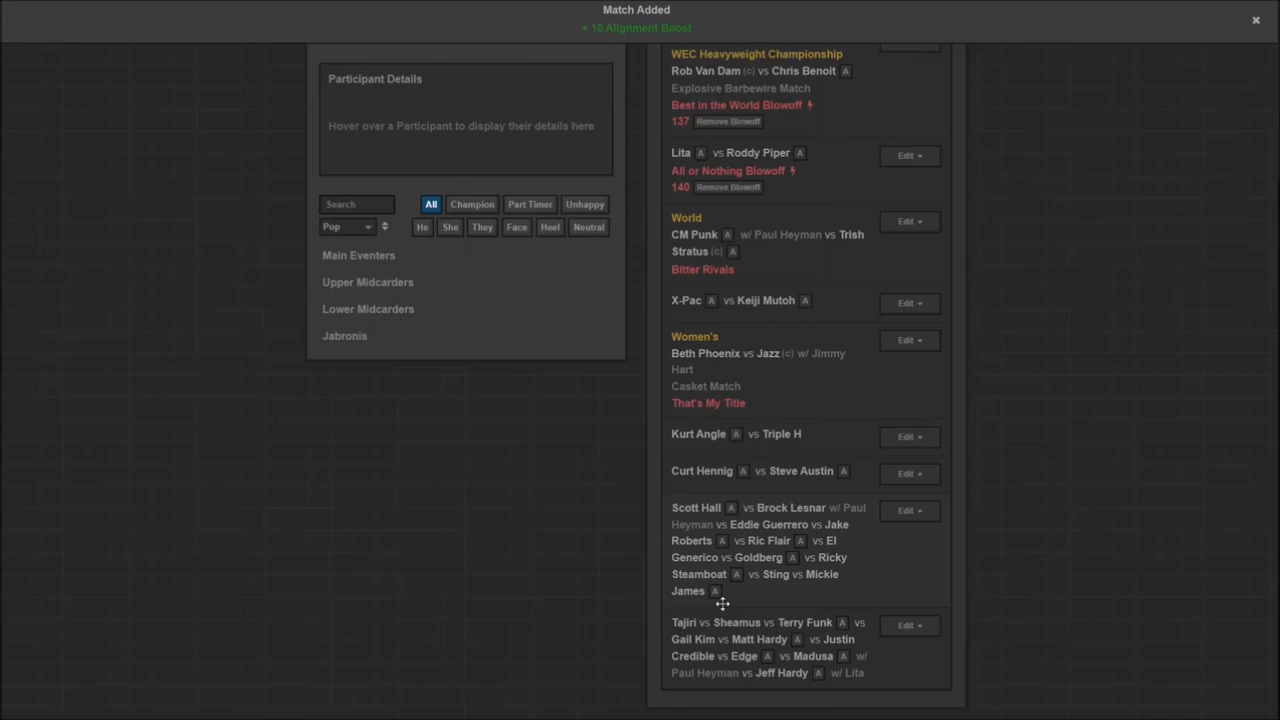 Match Added
+ 10 Alignment Boost
×
Participant Details
Hover over a Participant to display their details here
Search
All
Champion
Part Timer
Unhappy
Pop
He
She
They
Face
Heel
Neutral
Main Eventers
Upper Midcarders
Lower Midcarders
Jabronis
WEC Heavyweight Championship
Rob Van Dam (c) vs Chris Benoit A
Explosive Barbewire Match
Best in the World Blowoff
137 Remove Blowoff
Lita A vs Roddy Piper A
Edit
All or Nothing Blowoff
140 Remove Blowoff
World
Edit
CM Punk A w/ Paul Heyman vs Trish
Stratus (c) A
Bitter Rivals
X-Pac A vs Keiji Mutoh A
Edit
Women's
Edit
Beth Phoenix vs Jazz (c) w/ Jimmy
Hart
Casket Match
That's My Title
Kurt Angle A vs Triple H
Edit
Curt Hennig A vs Steve Austin A
Edit
Scott Hall A vs Brock Lesnar w/ Paul
Edit
Heyman vs Eddie Guerrero vs Jake
Roberts A vs Ric Flair A vs El
Generico vs Goldberg A vs Ricky
Steamboat A vs Sting vs Mickie
James A
Tajiri vs Sheamus vs Terry Funk A vs
Edit
Gail Kim vs Matt Hardy A vs Justin
Credible vs Edge A vs Madusa A w/
Paul Heyman vs Jeff Hardy A w/ Lita